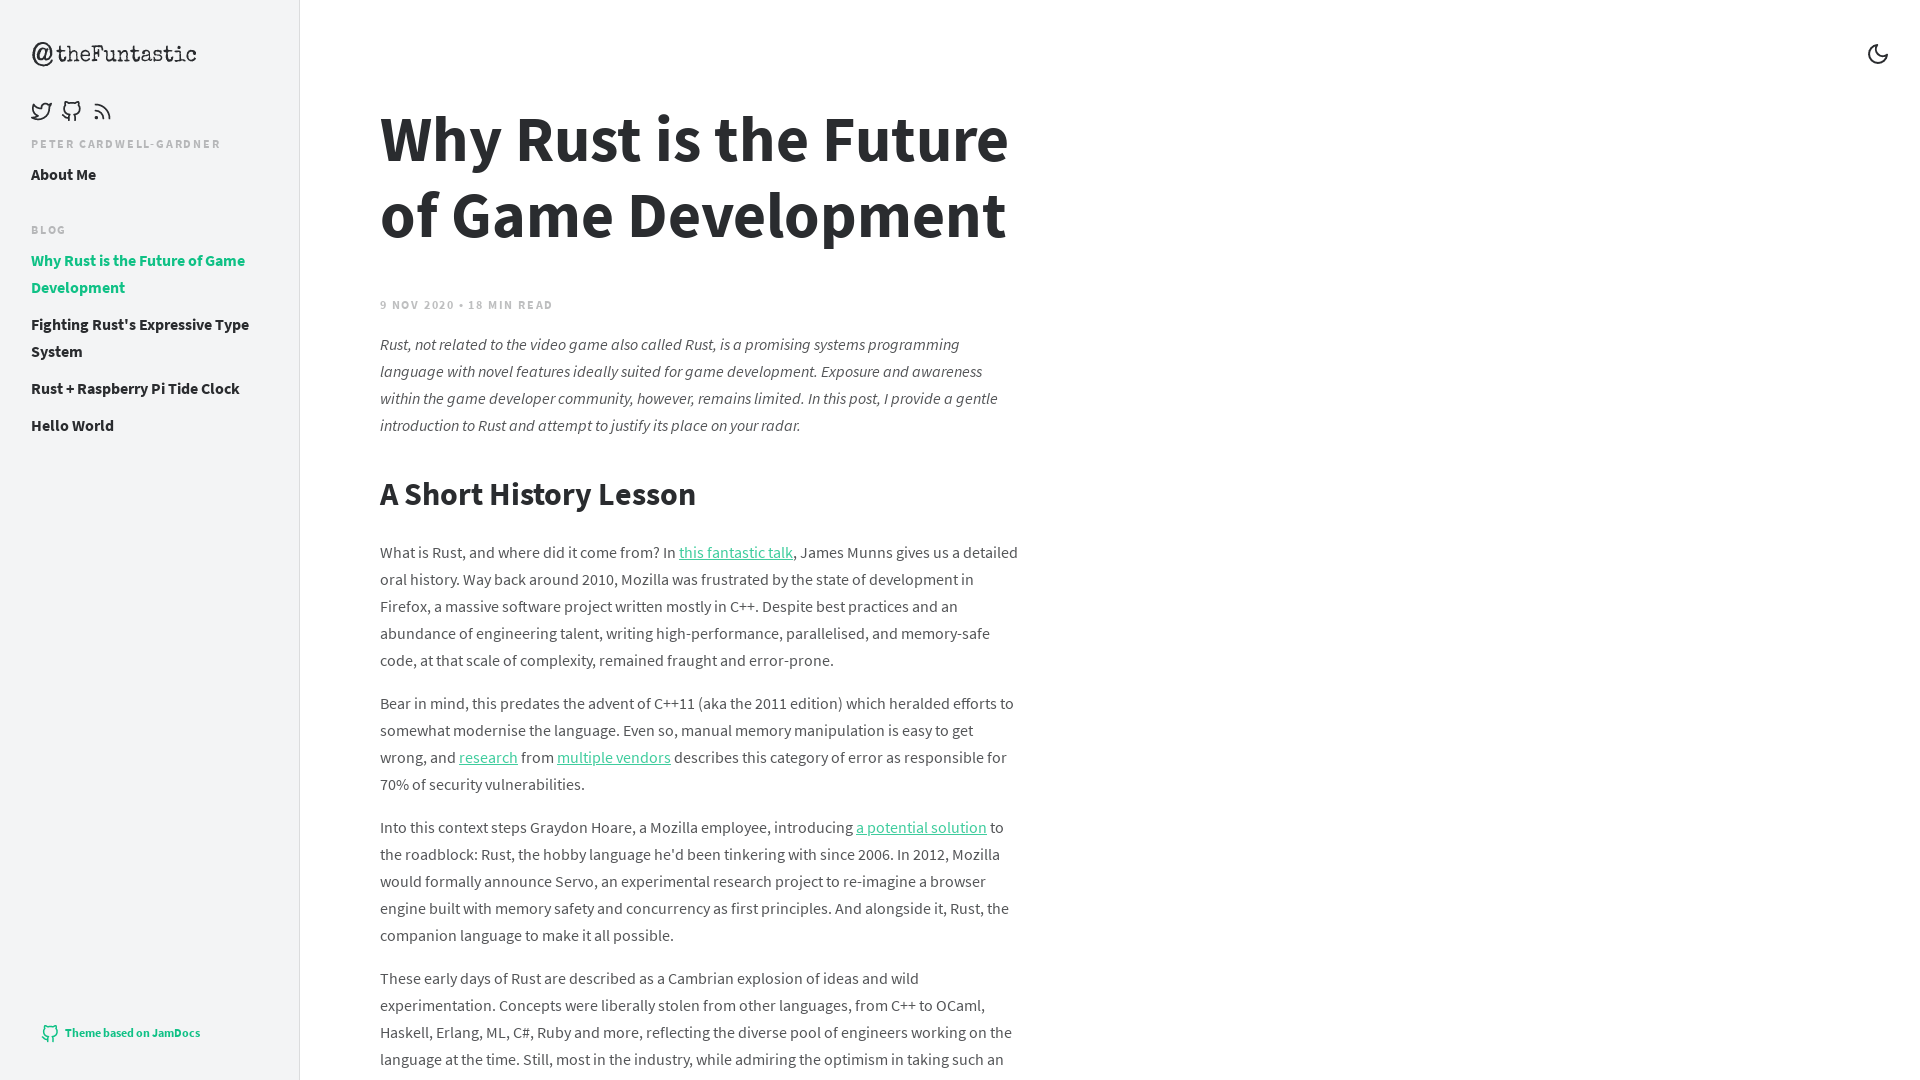 @theFuntastic
PETER CARDWELL-GARDNER
About Me
BLOG
Why Rust is the Future of Game
Development
Fighting Rust's Expressive Type
System
Rust + Raspberry Pi Tide Clock
Hello World
Theme based on JamDocs
Why Rust is the Future
of Game Development
9 NOV 2020 • 18 MIN READ
Rust, not related to the video game also called Rust, is a promising systems programming
language with novel features ideally suited for game development. Exposure and awareness
within the game developer community, however, remains limited. In this post, I provide a gentle
introduction to Rust and attempt to justify its place on your radar.
A Short History Lesson
What is Rust, and where did it come from? In this fantastic talk, James Munns gives us a detailed
oral history. Way back around 2010, Mozilla was frustrated by the state of development in
Firefox, a massive software project written mostly in C++. Despite best practices and an
abundance of engineering talent, writing high-performance, parallelised, and memory-safe
code, at that scale of complexity, remained fraught and error-prone.
Bear in mind, this predates the advent of C++11 (aka the 2011 edition) which heralded efforts to
somewhat modernise the language. Even so, manual memory manipulation is easy to get
wrong, and research from multiple vendors describes this category of error as responsible for
70% of security vulnerabilities.
Into this context steps Graydon Hoare, a Mozilla employee, introducing a potential solution to
the roadblock: Rust, the hobby language he'd been tinkering with since 2006. In 2012, Mozilla
would formally announce Servo, an experimental research project to re-imagine a browser
engine built with memory safety and concurrency as first principles. And alongside it, Rust, the
companion language to make it all possible.
These early days of Rust are described as a Cambrian explosion of ideas and wild
experimentation. Concepts were liberally stolen from other languages, from C++ to OCaml,
Haskell, Erlang, ML, C#, Ruby and more, reflecting the diverse pool of engineers working on the
language at the time. Still, most in the industry, while admiring the optimism in taking such an